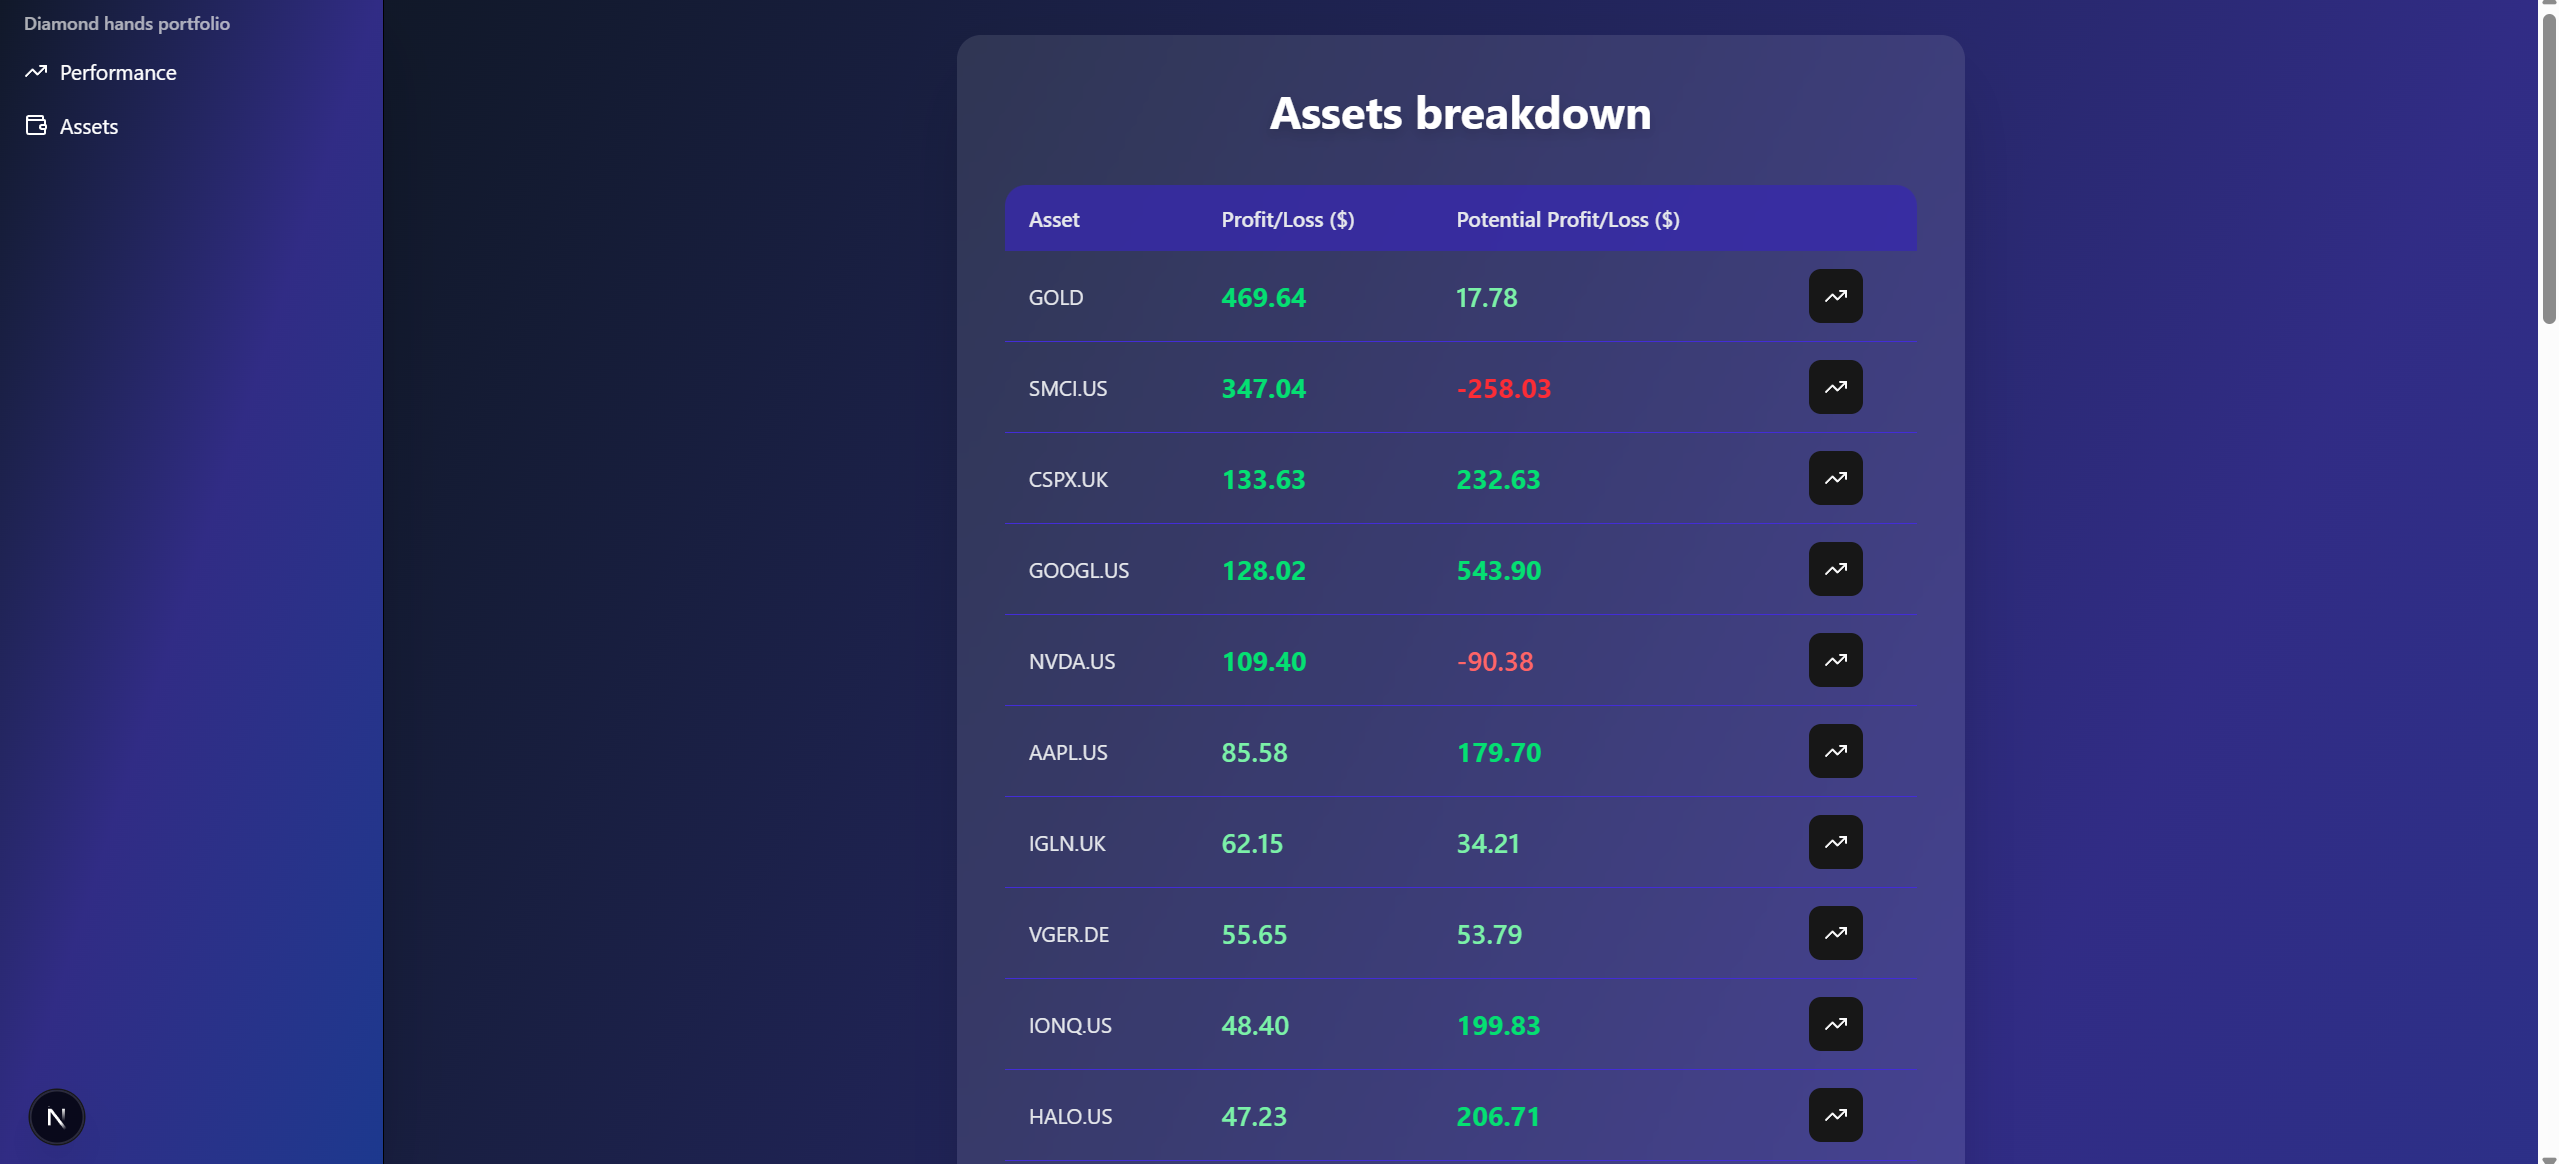 Diamond hands portfolio
Performance
Assets
Assets breakdown
Asset Profit/Loss ($) Potential Profit/Loss ($)
GOLD 469.64 17.78
SMCI.US 347.04 -258.03
CSPX.UK 133.63 232.63
GOOGL.US 128.02 543.90
NVDA.US 109.40 -90.38
AAPL.US 85.58 179.70
IGLN.UK 62.15 34.21
VGER.DE 55.65 53.79
IONQ.US 48.40 199.83
HALO.US 47.23 206.71
N